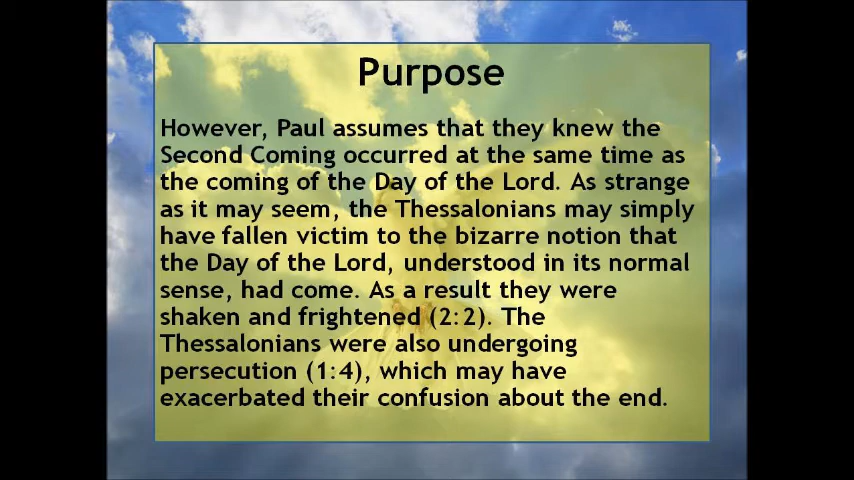 Purpose
However, Paul assumes that they knew the
Second Coming occurred at the same time as
the coming of the Day of the Lord. As strange
as it may seem, the Thessalonians may simply
have fallen victim to the bizarre notion that
the Day of the Lord, understood in its normal
sense, had come. As a result they were
shaken and frightened (2:2). The
Thessalonians were also undergoing
persecution (1:4), which may have
exacerbated their confusion about the end.